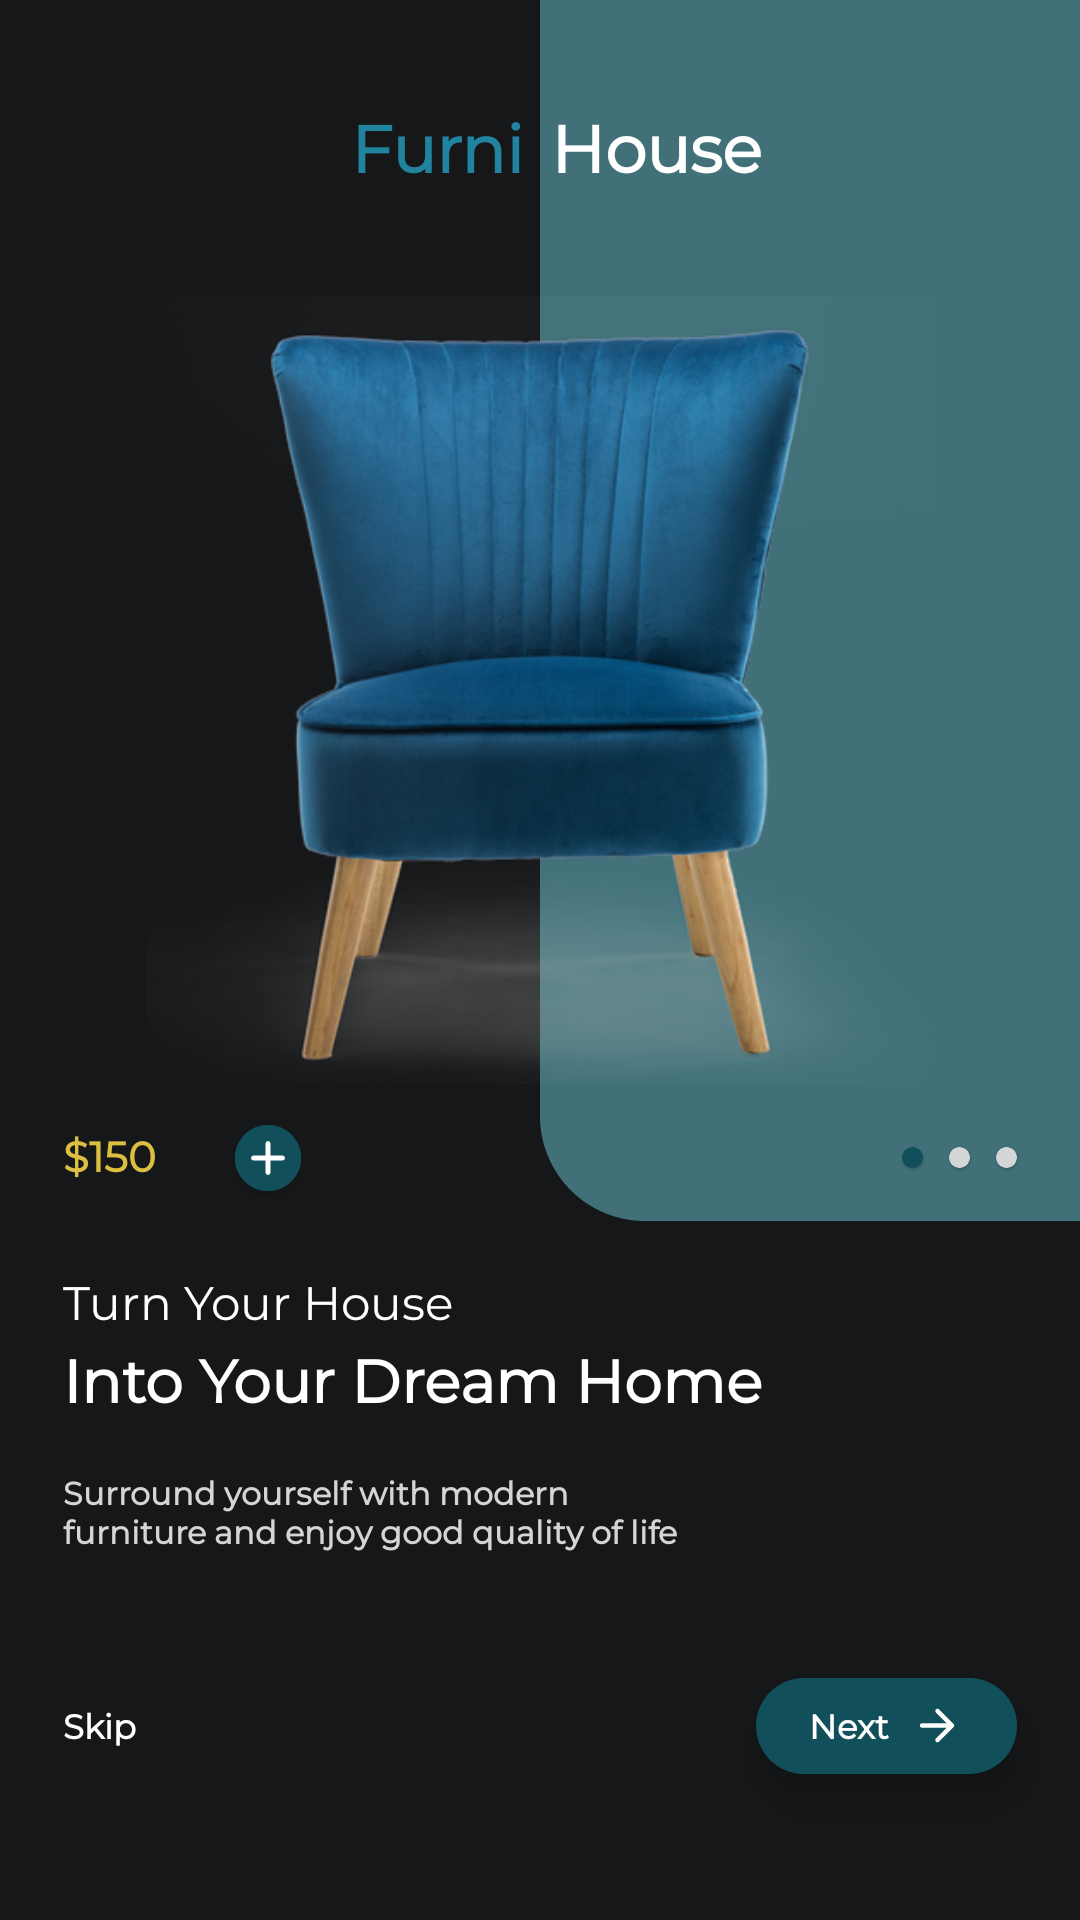 Furni House
$150
Turn Your House
Into Your Dream Home
Surround yourself with modern
furniture and enjoy good quality of life
Skip
Next